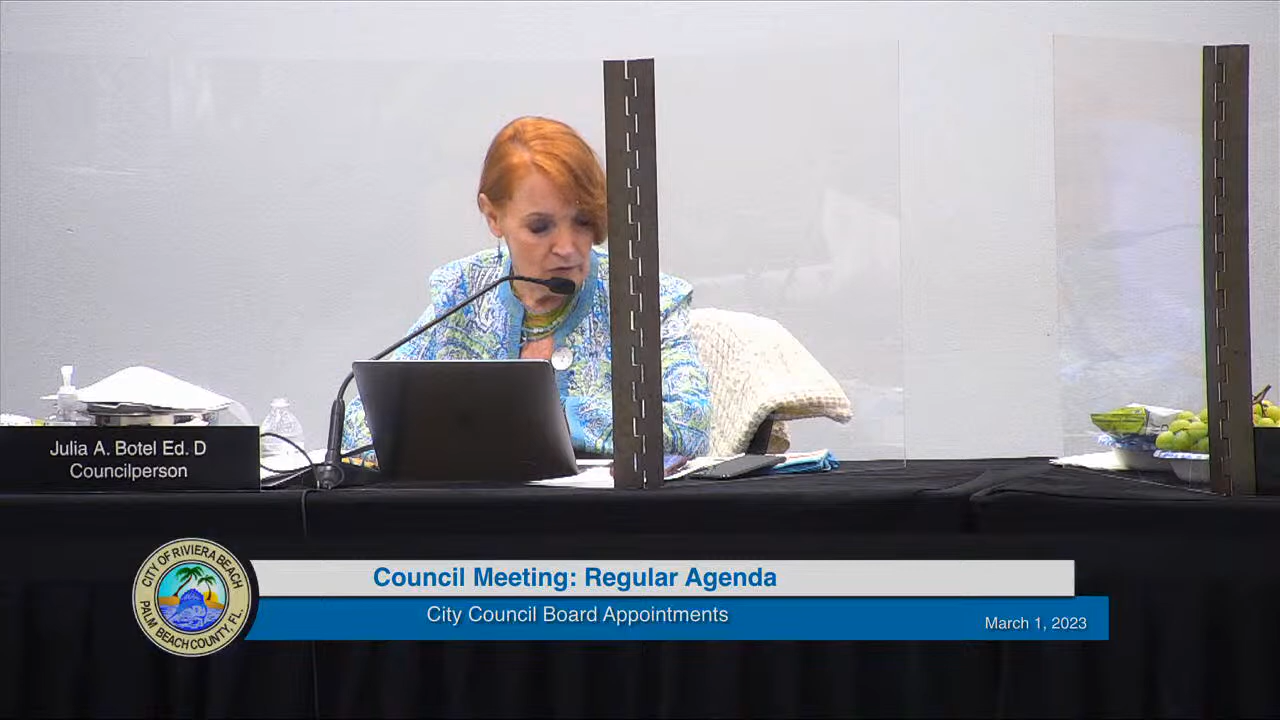 Julia A. Botel Ed. D
Councilperson
CITY OF RIVIERA BEACH
PALM BEACH COUNTY, FL.
Council Meeting: Regular Agenda
City Council Board Appointments
March 1, 2023